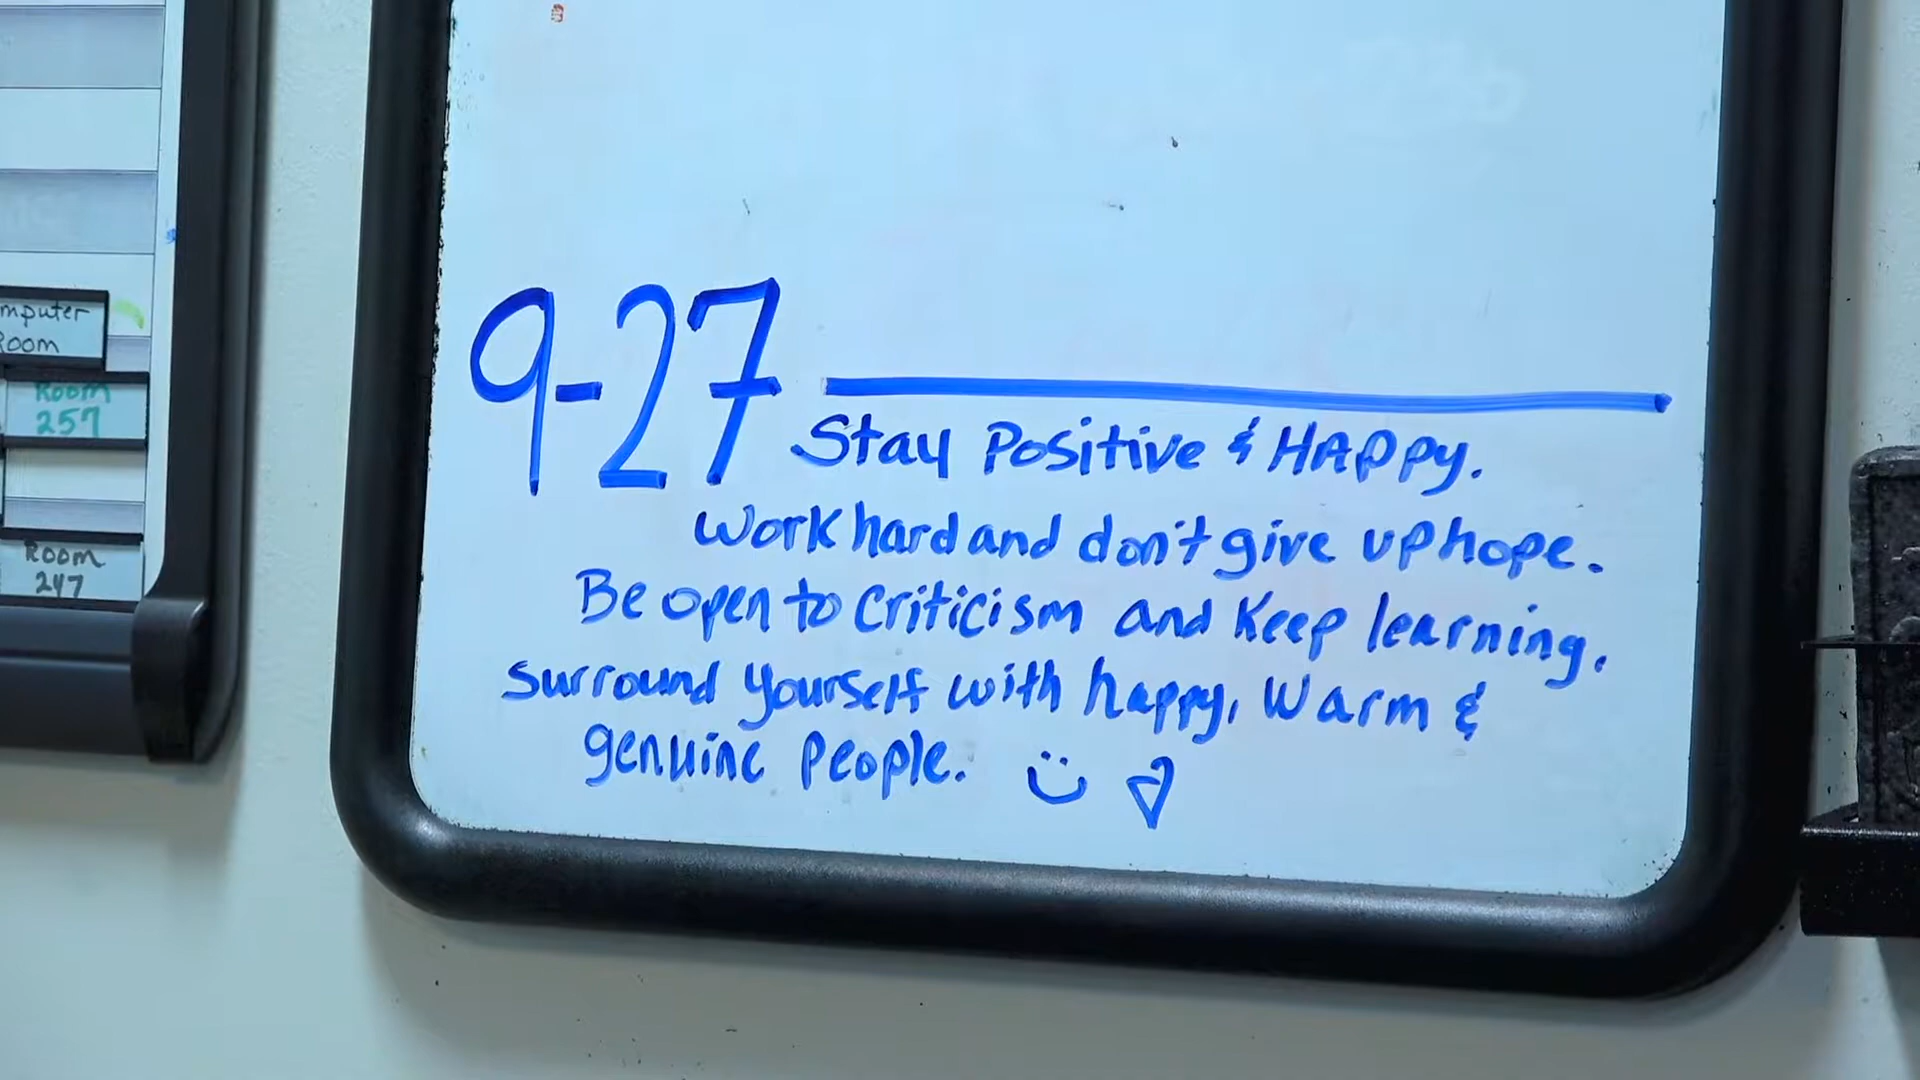 mputer
Room
Room
257
Room
247
9-27
Stay Positive & HAPPY.
Work hard and don't give up hope.
Be open to criticism and Keep learning.
Surround yourself with happy, Warm &
genuine people.